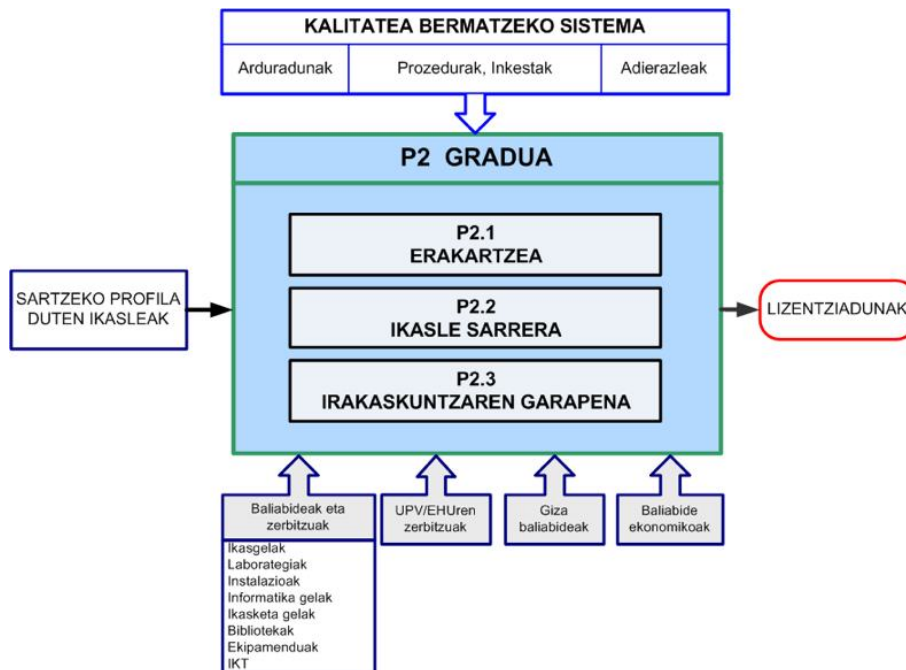 KALITATEA BERMATZEKO SISTEMA
Arduradunak
Prozedurak, Inkestak
Adierazleak
P2 GRADUA
P2.1
ERAKARTZEA
SARTZEKO PROFILA
DUTEN IKASLEAK
P2.2
IKASLE SARRERA
LIZENTZIADUNAK
P2.3
IRAKASKUNTZAREN GARAPENA
Baliabideak eta
zerbitzuak
UPV/EHUren
zerbitzuak
Giza
baliabideak
Baliabide
ekonomikoak
Ikasgelak
Laborategiak
Instalazioak
Informatika gelak
Ikasketa gelak
Bibliotekak
Ekipamenduak
IKT